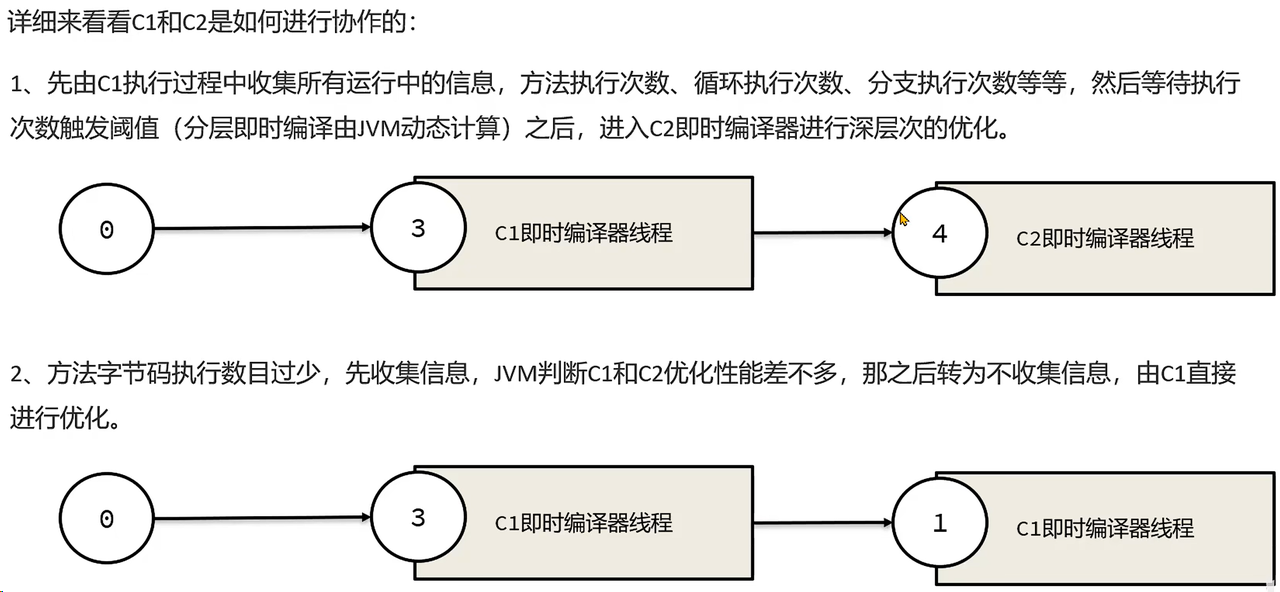 详细来看看C1和C2是如何进行协作的：
1、先由C1执行过程中收集所有运行中的信息，方法执行次数、循环执行次数、分支执行次数等等，然后等待执行
次数触发阈值（分层即时编译由JVM动态计算）之后，进入C2即时编译器进行深层次的优化。
0
3
C1即时编译器线程
4
C2即时编译器线程
2、方法字节码执行数目过少，先收集信息，JVM判断C1和C2优化性能差不多，那之后转为不收集信息，由C1直接
进行优化。
0
3
C1即时编译器线程
1
C1即时编译器线程